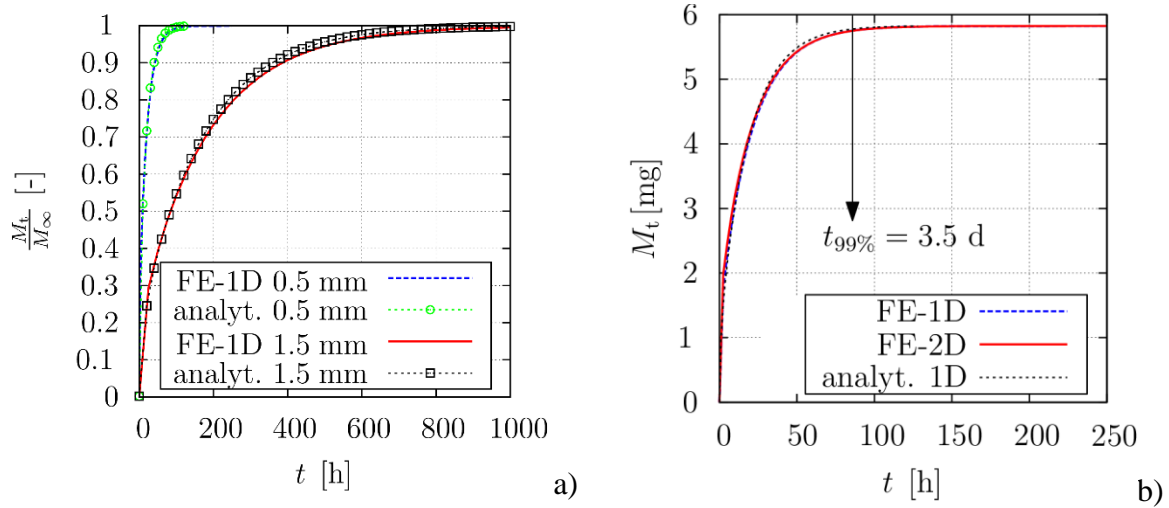 1
0.9
0.8
0.7
0.6
0.5
0.4
0.3
0.2
0.1
0
M_t / M_∞ [-]
FE-1D 0.5 mm
analyt. 0.5 mm
FE-1D 1.5 mm
analyt. 1.5 mm
0 200 400 600 800 1000
t [h]
a)
6
5
4
3
2
1
0
M_t [mg]
t_99% = 3.5 d
FE-1D
FE-2D
analyt. 1D
0 50 100 150 200 250
t [h]
b)